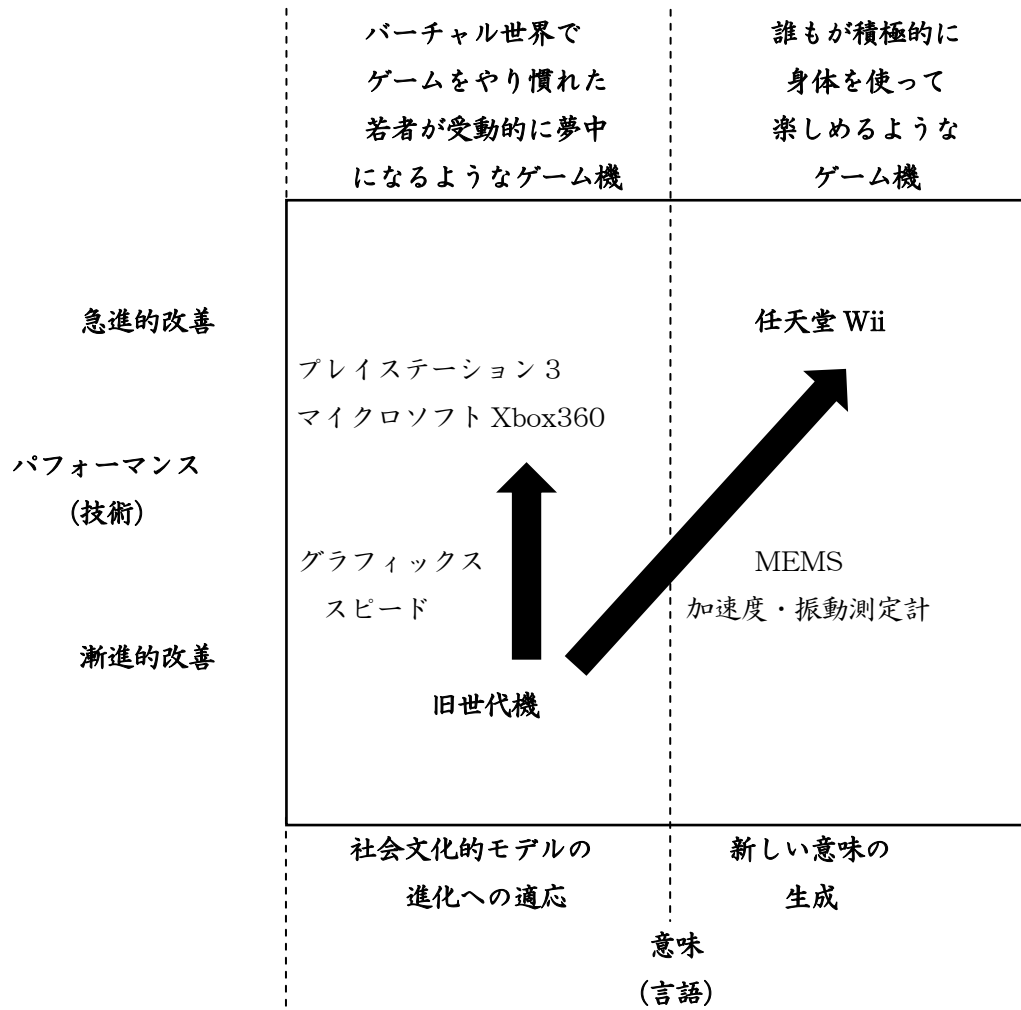 バーチャル世界で
ゲームをやり慣れた
若者が受動的に夢中
になるようなゲーム機
誰もが積極的に
身体を使って
楽しめるような
ゲーム機
急進的改善
任天堂 Wii
プレイステーション 3
マイクロソフト Xbox360
パフォーマンス
(技術)
グラフィックス
スピード
MEMS
加速度・振動測定計
漸進的改善
旧世代機
社会文化的モデルの
進化への適応
新しい意味の
生成
意味
(言語)